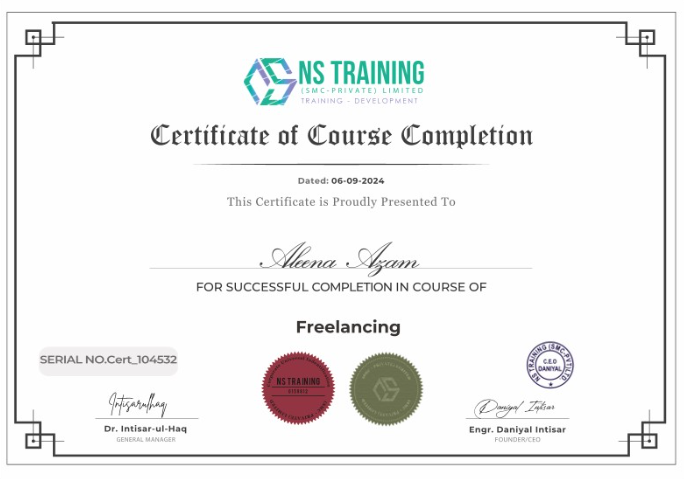 NS TRAINING
(SMC-PRIVATE) LIMITED
TRAINING - DEVELOPMENT
Certificate of Course Completion
Dated: 06-09-2024
This Certificate is Proudly Presented To
Aleena Azam
FOR SUCCESSFUL COMPLETION IN COURSE OF
Freelancing
SERIAL NO.Cert_104532
NS TRAINING
NS TRAINING (SMC-PVT)LTD
C.E.O
DANIYAL
Intisarulhaq
Daniyal Intisar
Dr. Intisar-ul-Haq
GENERAL MANAGER
Engr. Daniyal Intisar
FOUNDER/CEO